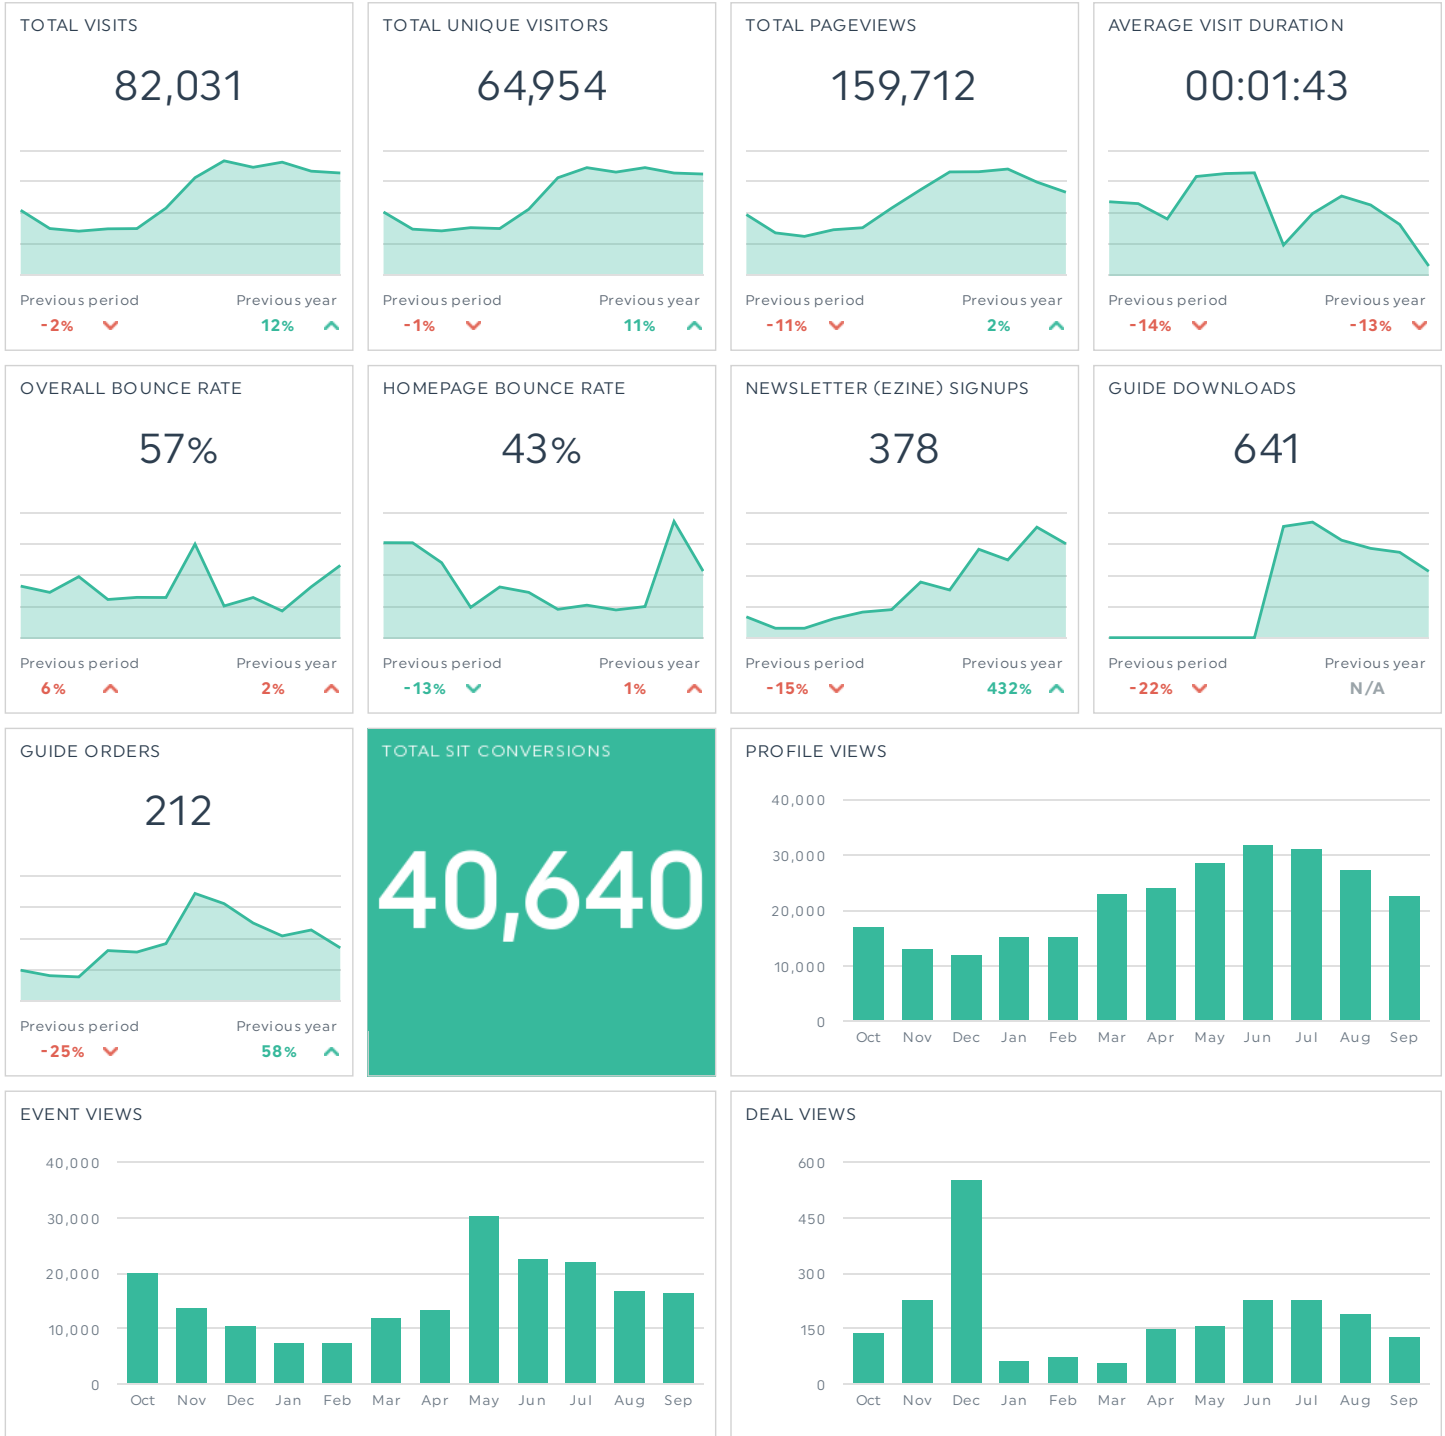 TOTAL VISITS
82,031
Previous period Previous year
-2% 12%
TOTAL UNIQUE VISITORS
64,954
Previous period Previous year
-1% 11%
TOTAL PAGEVIEWS
159,712
Previous period Previous year
-11% 2%
AVERAGE VISIT DURATION
00:01:43
Previous period Previous year
-14% -13%
OVERALL BOUNCE RATE
57%
Previous period Previous year
6% 2%
HOMEPAGE BOUNCE RATE
43%
Previous period Previous year
-13% 1%
NEWSLETTER (EZINE) SIGNUPS
378
Previous period Previous year
-15% 432%
GUIDE DOWNLOADS
641
Previous period Previous year
-22% N/A
GUIDE ORDERS
212
Previous period Previous year
-25% 58%
TOTAL SIT CONVERSIONS
40,640
PROFILE VIEWS
40,000
30,000
20,000
10,000
0
Oct Nov Dec Jan Feb Mar Apr May Jun Jul Aug Sep
EVENT VIEWS
40,000
30,000
20,000
10,000
0
Oct Nov Dec Jan Feb Mar Apr May Jun Jul Aug Sep
DEAL VIEWS
600
450
300
150
0
Oct Nov Dec Jan Feb Mar Apr May Jun Jul Aug Sep